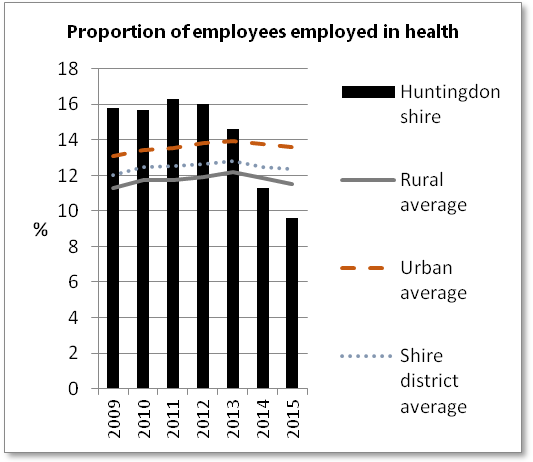 Proportion of employees employed in health
18
16
14
12
10
8
6
4
2
0
%
2009
2010
2011
2012
2013
2014
2015
Huntingdon
shire
Rural
average
Urban
average
Shire
district
average